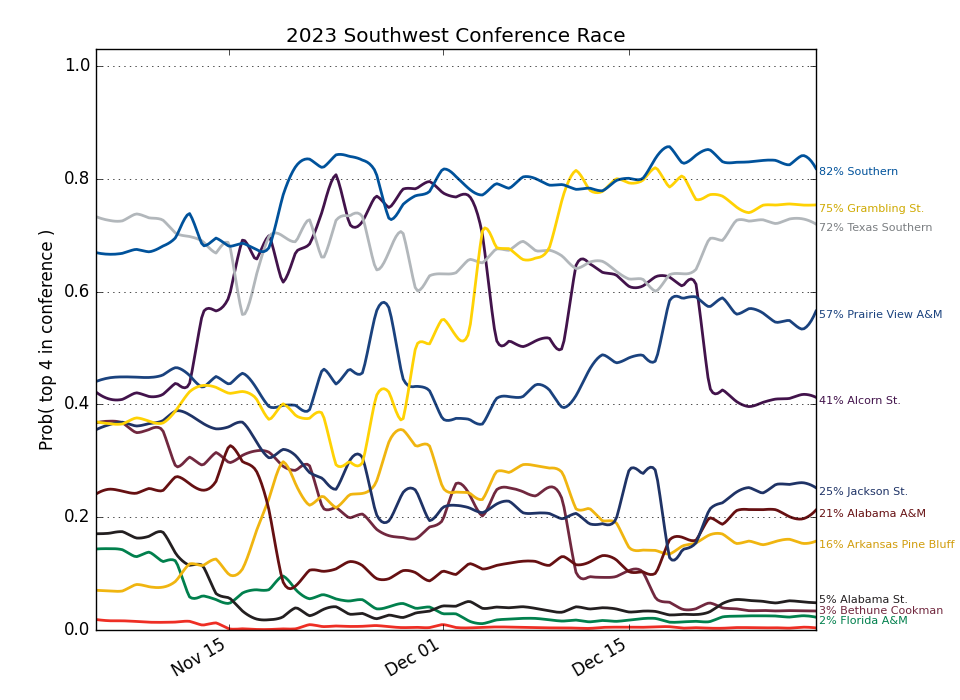 2023 Southwest Conference Race
Prob( top 4 in conference )
1.0
0.8
0.6
0.4
0.2
0.0
Nov 15
Dec 01
Dec 15
82% Southern
75% Grambling St.
72% Texas Southern
57% Prairie View A&M
41% Alcorn St.
25% Jackson St.
21% Alabama A&M
16% Arkansas Pine Bluff
5% Alabama St.
3% Bethune Cookman
2% Florida A&M